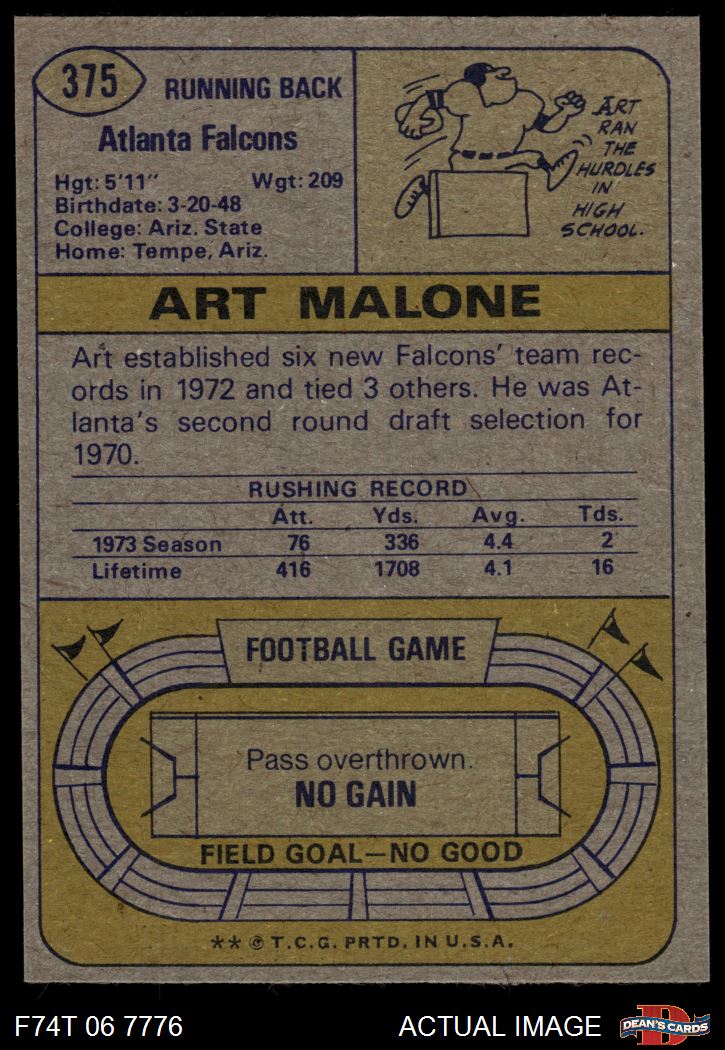 375
RUNNING BACK
Atlanta Falcons
Hgt: 5'11" Wgt: 209
Birthdate: 3-20-48
College: Ariz. State
Home: Tempe, Ariz.
ART
RAN
THE
HURDLES
IN
HIGH
SCHOOL.
ART MALONE
Art established six new Falcons' team rec-
ords in 1972 and tied 3 others. He was At-
lanta's second round draft selection for
1970.
RUSHING RECORD
Att. Yds. Avg. Tds.
1973 Season 76 336 4.4 2
Lifetime 416 1708 4.1 16
FOOTBALL GAME
Pass overthrown.
NO GAIN
FIELD GOAL—NO GOOD
** © T.C.G. PRTD. IN U.S.A.
F74T 06 7776 ACTUAL IMAGE
DEAN'S CARDS